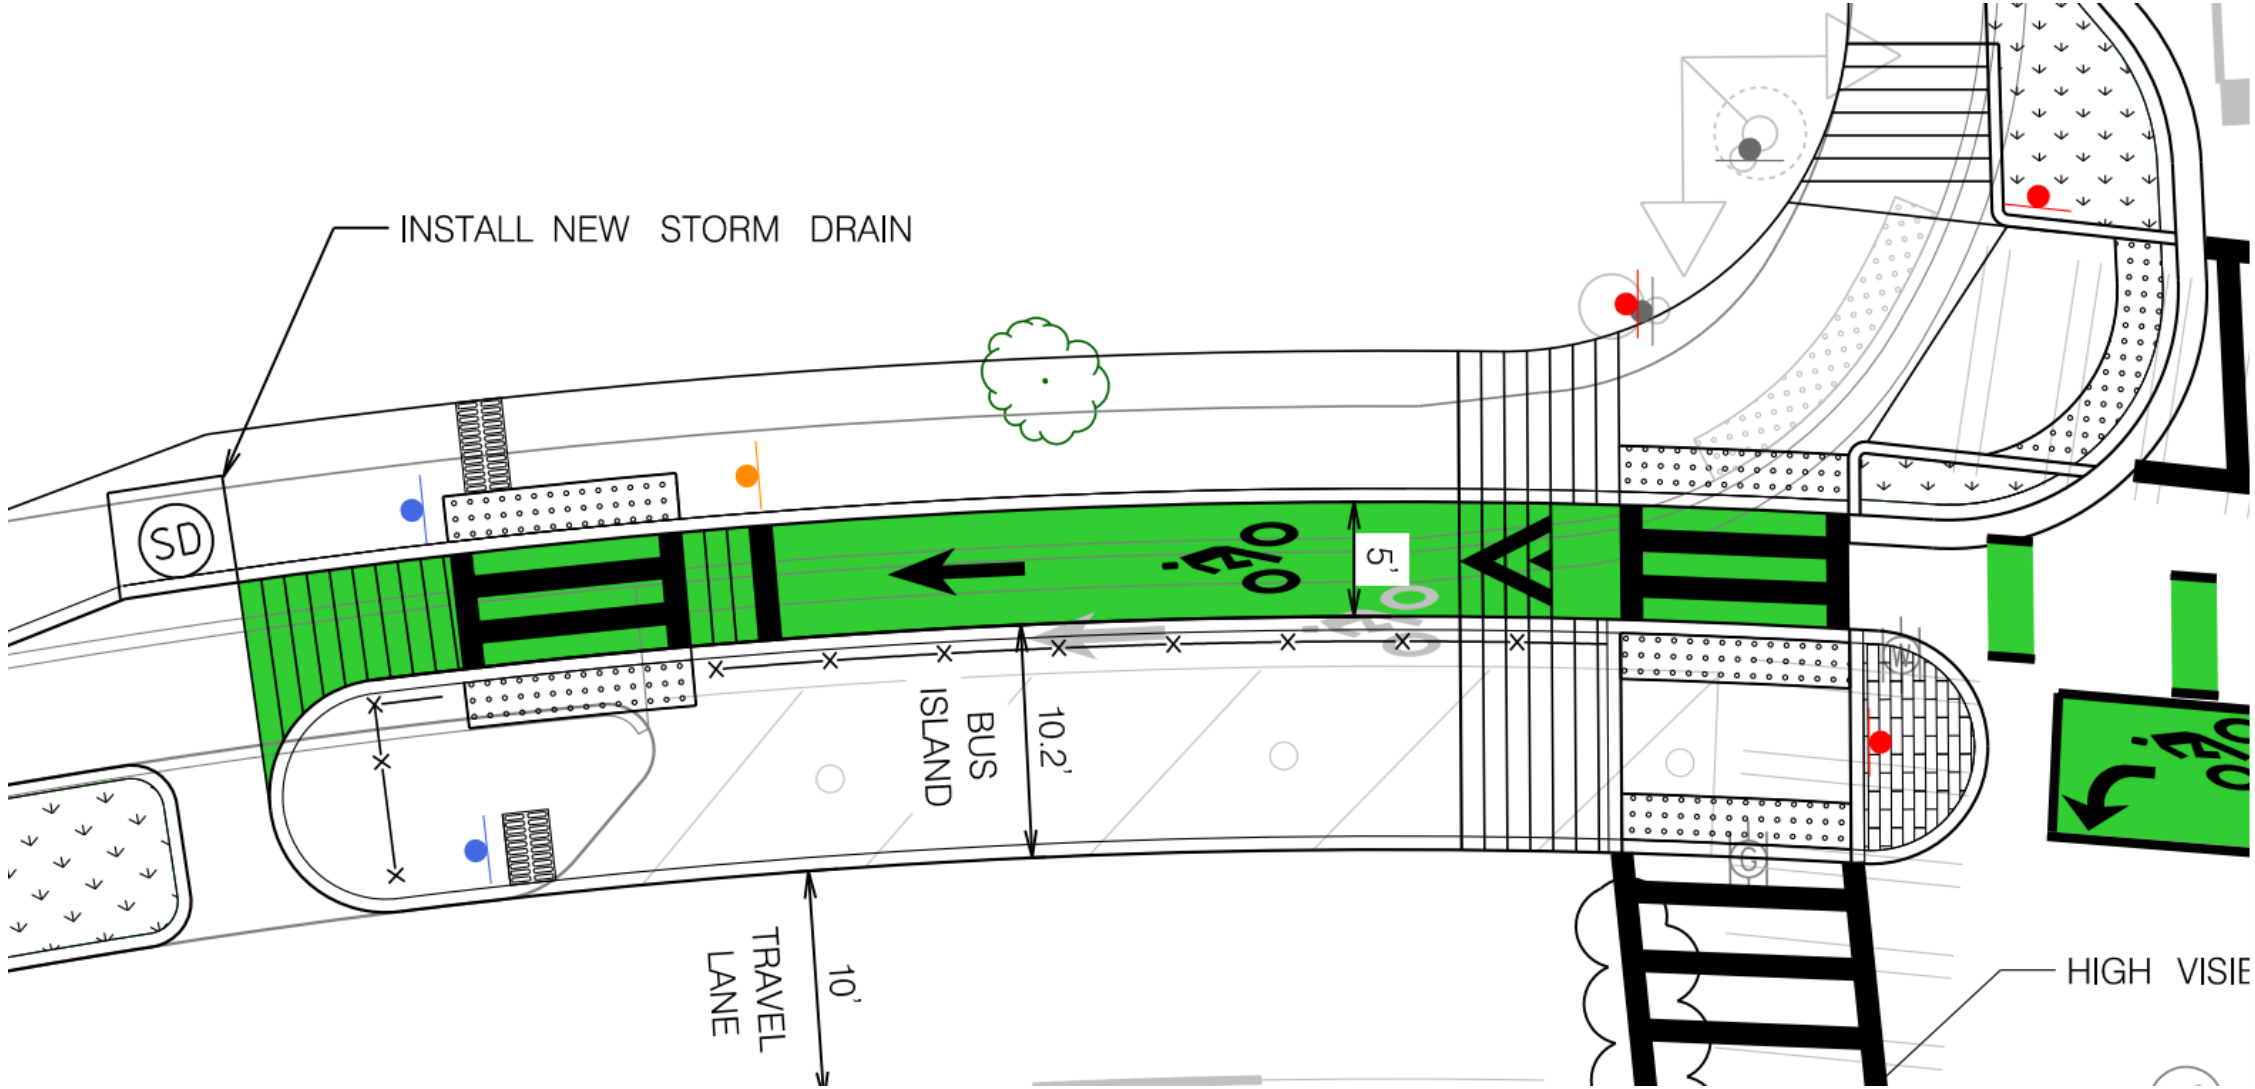 INSTALL NEW STORM DRAIN
SD
5'
10.2'
BUS
ISLAND
W
G
10'
TRAVEL
LANE
HIGH VISIB